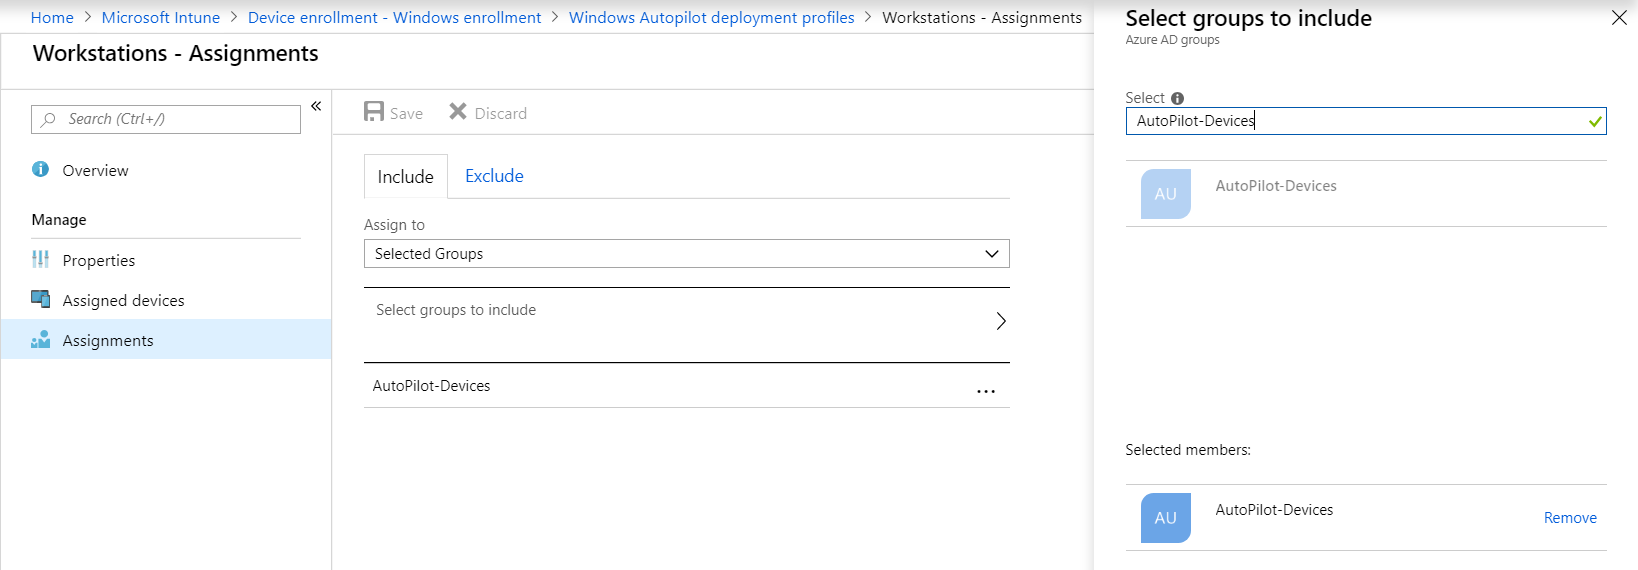 Home > Microsoft Intune > Device enrollment - Windows enrollment > Windows Autopilot deployment profiles > Workstations - Assignments
Workstations - Assignments
Search (Ctrl+/)
Overview
Manage
Properties
Assigned devices
Assignments
Save Discard
Include Exclude
Assign to
Selected Groups
Select groups to include
AutoPilot-Devices
...
Select groups to include
Azure AD groups
Select
AutoPilot-Devices
AU AutoPilot-Devices
Selected members:
AU AutoPilot-Devices Remove